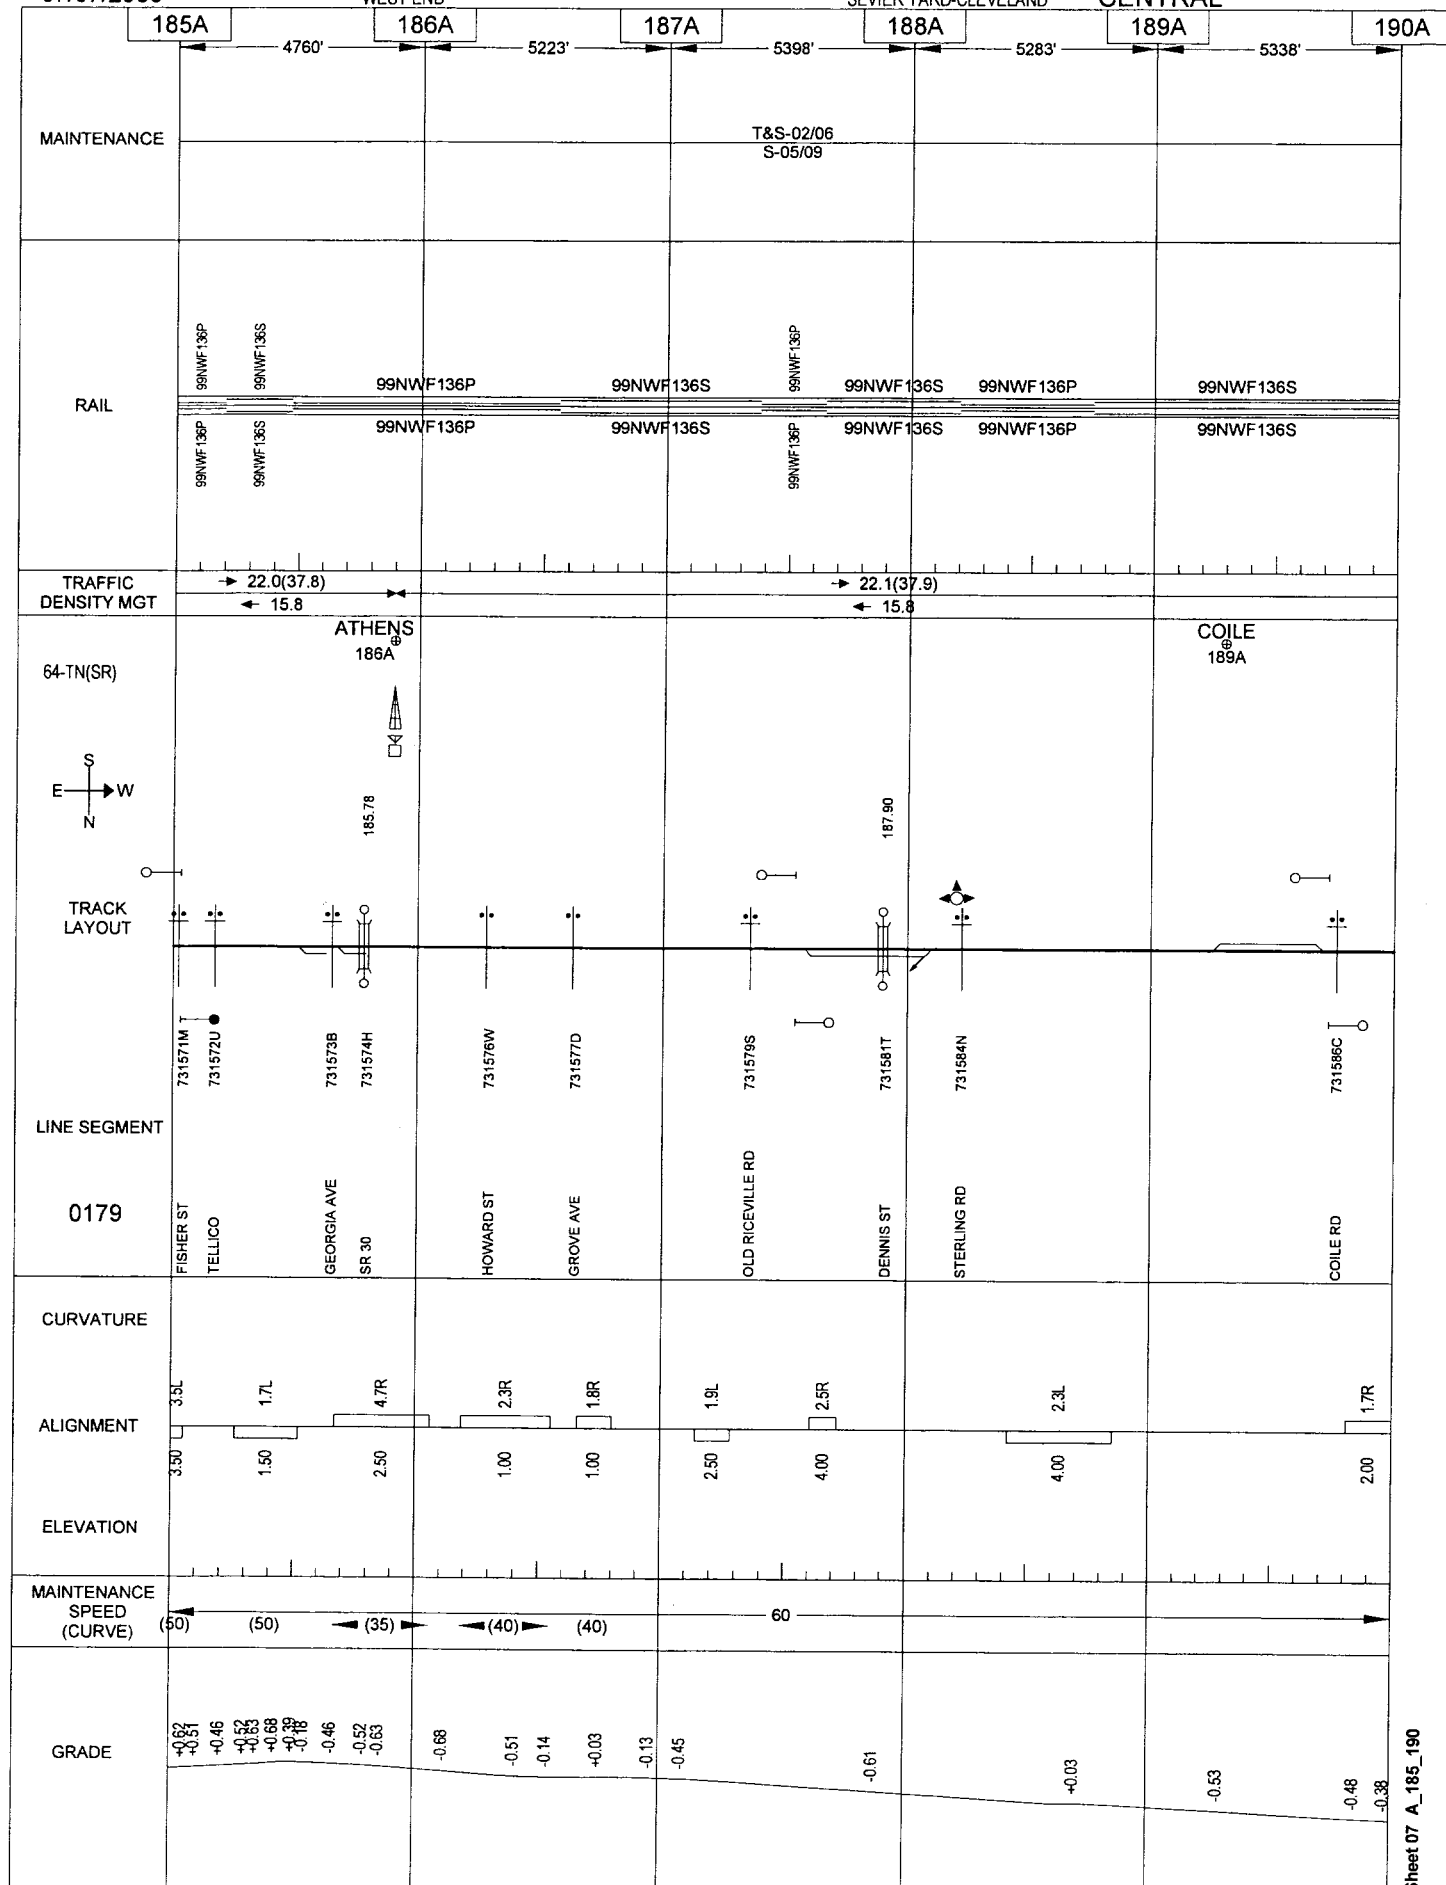 WEST END
SEVIER YARD-CLEVELAND CENTRAL
185A 186A 187A 188A 189A 190A
4760' 5223' 5398' 5283' 5338'
MAINTENANCE
T&S-02/06
S-05/09
99NWF136P 99NWF136S 99NWF136P
99NWF136P 99NWF136S 99NWF136S 99NWF136P 99NWF136S
RAIL
99NWF136P 99NWF136S 99NWF136S 99NWF136P 99NWF136S
99NWF136P 99NWF136S 99NWF136P
TRAFFIC
DENSITY MGT
22.0(37.8) 22.1(37.9)
15.8 15.8
ATHENS COILE
186A 189A
64-TN(SR)
S
E W
N
185.78 187.90
TRACK
LAYOUT
731571M 731572U 731573B 731574H 731576W 731577D 731579S 731581T 731584N 731586C
LINE SEGMENT
0179
FISHER ST
TELLICO
GEORGIA AVE
SR 30
HOWARD ST
GROVE AVE
OLD RICEVILLE RD
DENNIS ST
STERLING RD
COILE RD
CURVATURE
3.5L 1.7L 4.7R 2.3R 1.8R 1.9L 2.5R 2.3L 1.7R
ALIGNMENT
3.50 1.50 2.50 1.00 1.00 2.50 4.00 4.00 2.00
ELEVATION
MAINTENANCE
SPEED
(CURVE)
60
(50) (50) (35) (40) (40)
GRADE
+0.62 +0.51 +0.46 +0.52 +0.63 +0.68 +0.39 -0.18 -0.46 -0.52 -0.63 -0.68 -0.51 -0.14 +0.03 -0.13 -0.45 -0.61 +0.03 -0.53 -0.48 -0.38
Sheet 07 A_185_190